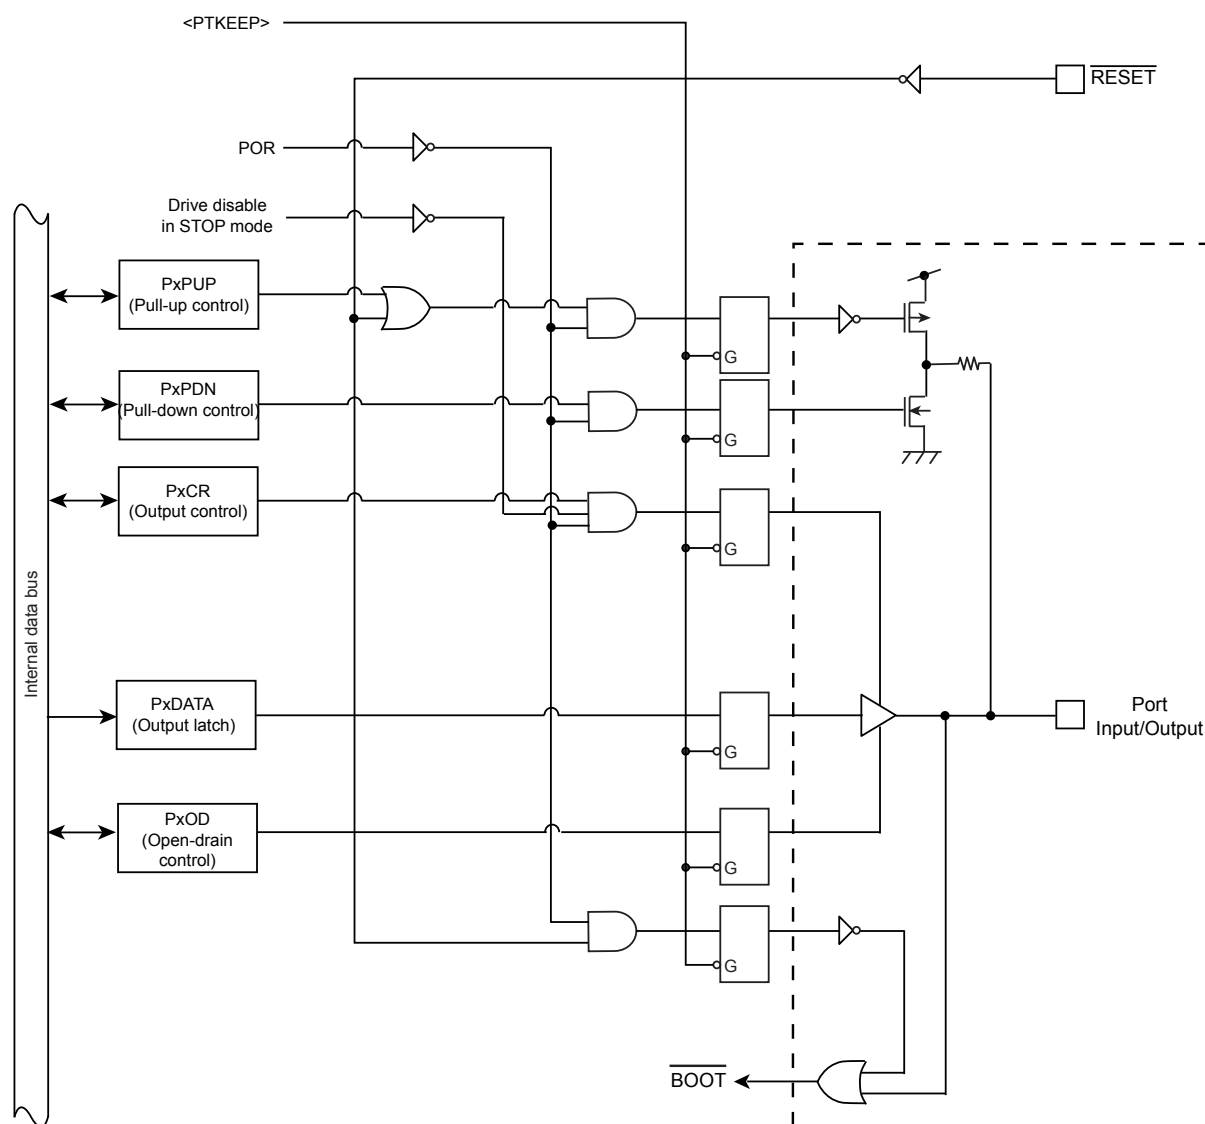 <PTKEEP>
RESET
POR
Drive disable
in STOP mode
PxPUP
(Pull-up control)
G
PxPDN
(Pull-down control)
G
PxCR
(Output control)
G
Internal data bus
PxDATA
(Output latch)
G
Port
Input/Output
PxOD
(Open-drain
control)
G
G
BOOT